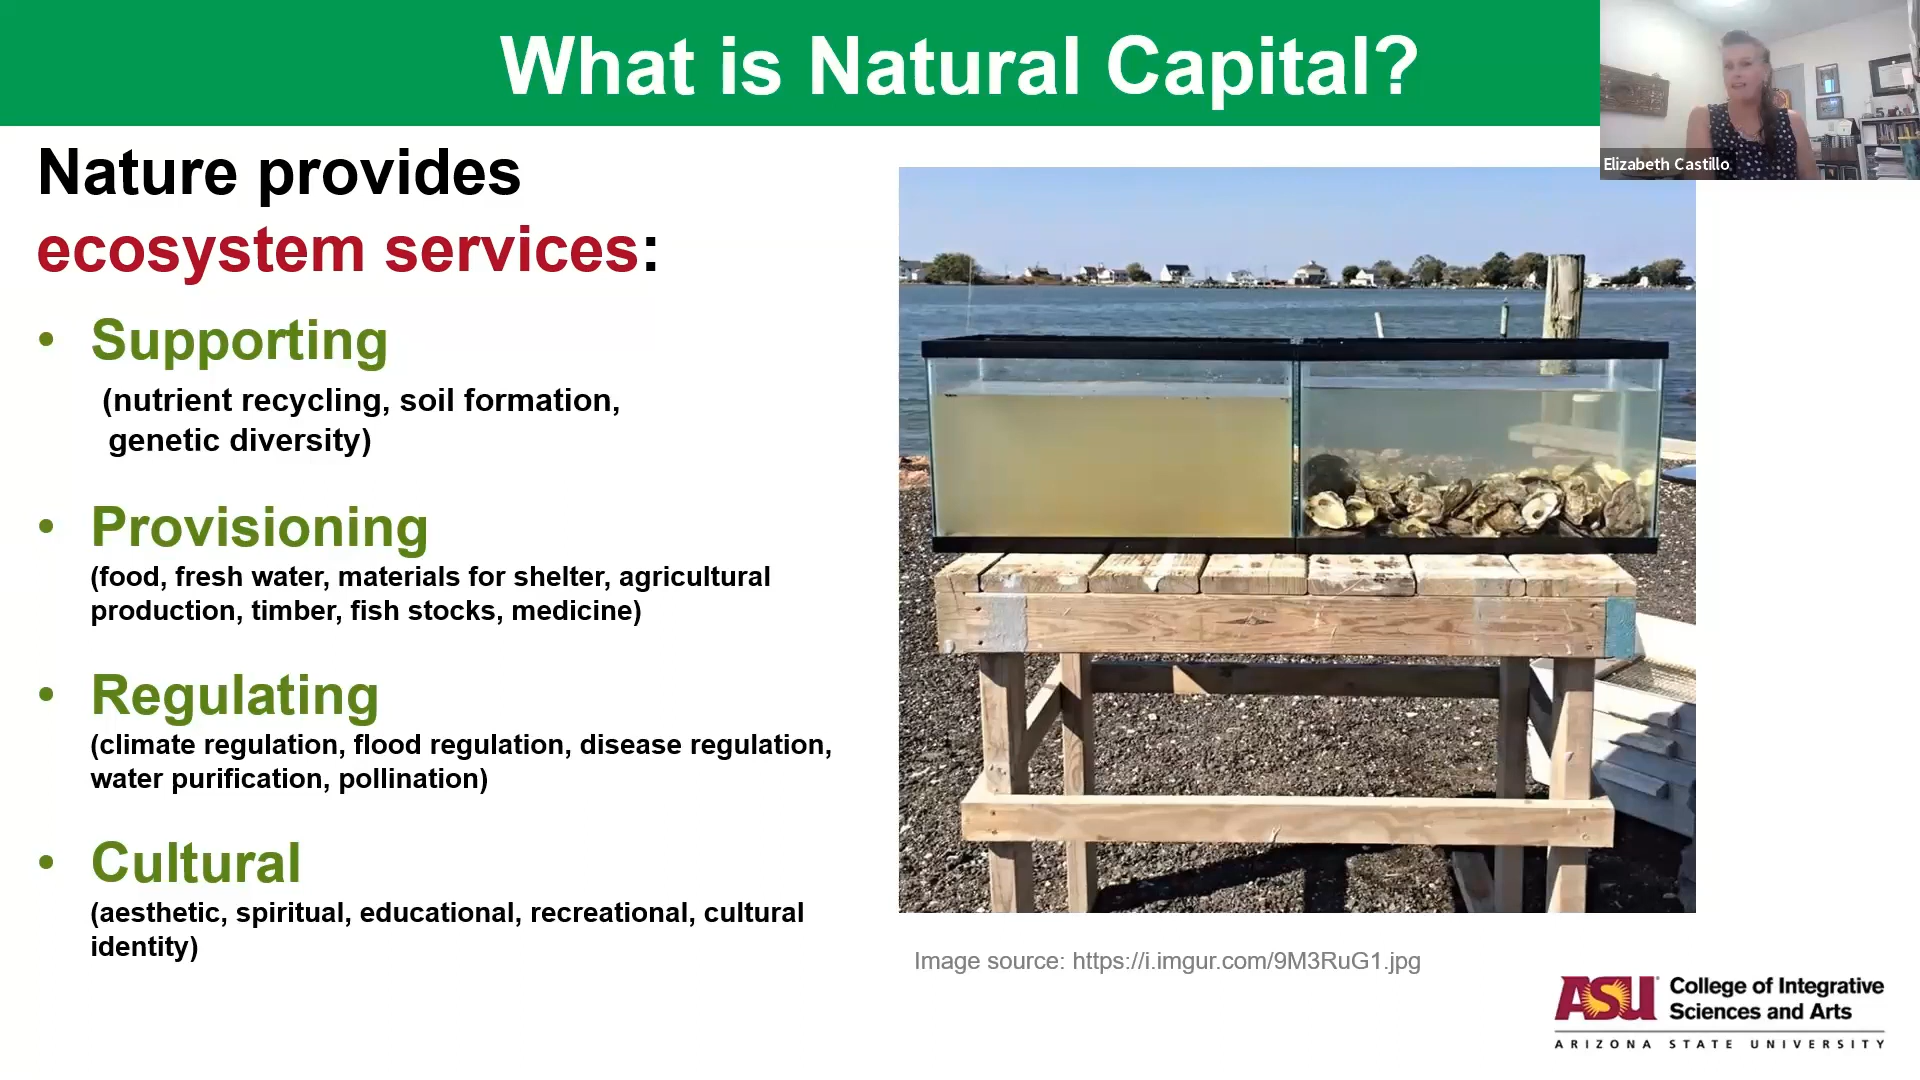 What is Natural Capital?
Elizabeth Castillo
Nature provides
ecosystem services:
• Supporting
(nutrient recycling, soil formation,
genetic diversity)
• Provisioning
(food, fresh water, materials for shelter, agricultural
production, timber, fish stocks, medicine)
• Regulating
(climate regulation, flood regulation, disease regulation,
water purification, pollination)
• Cultural
(aesthetic, spiritual, educational, recreational, cultural
identity)
Image source: https://i.imgur.com/9M3RuG1.jpg
ASU College of Integrative
Sciences and Arts
ARIZONA STATE UNIVERSITY